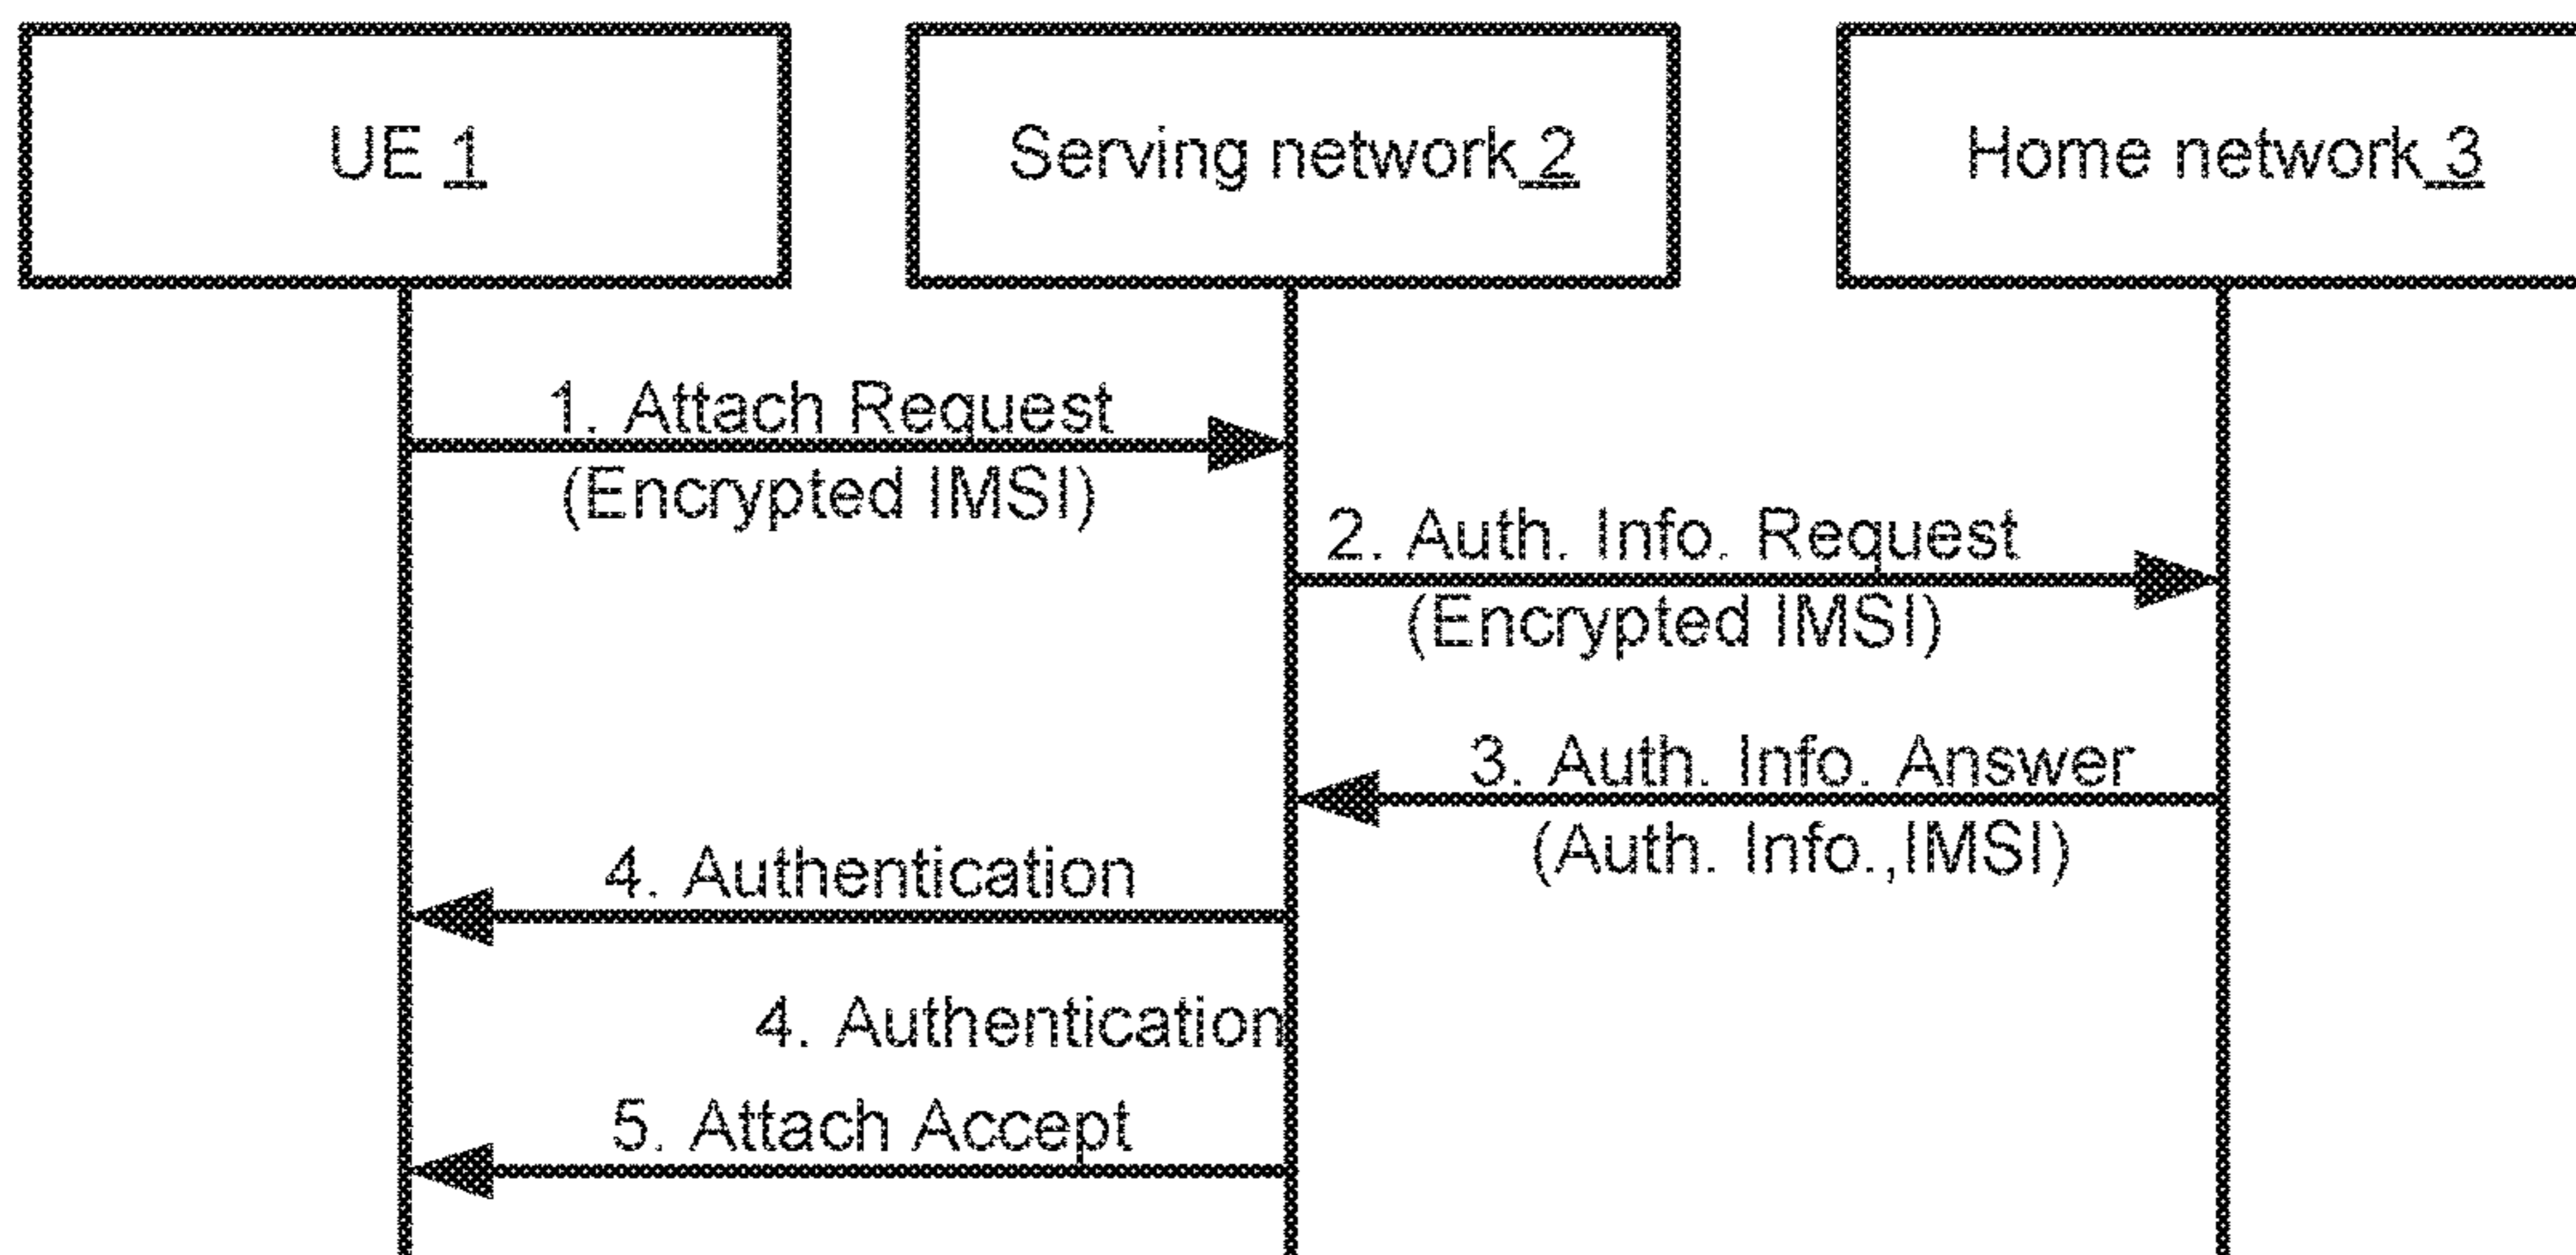 UE 1
Serving network 2
Home network 3
1. Attach Request
(Encrypted IMSI)
2. Auth. Info. Request
(Encrypted IMSI)
3. Auth. Info. Answer
(Auth. Info.,IMSI)
4. Authentication
4. Authentication
5. Attach Accept